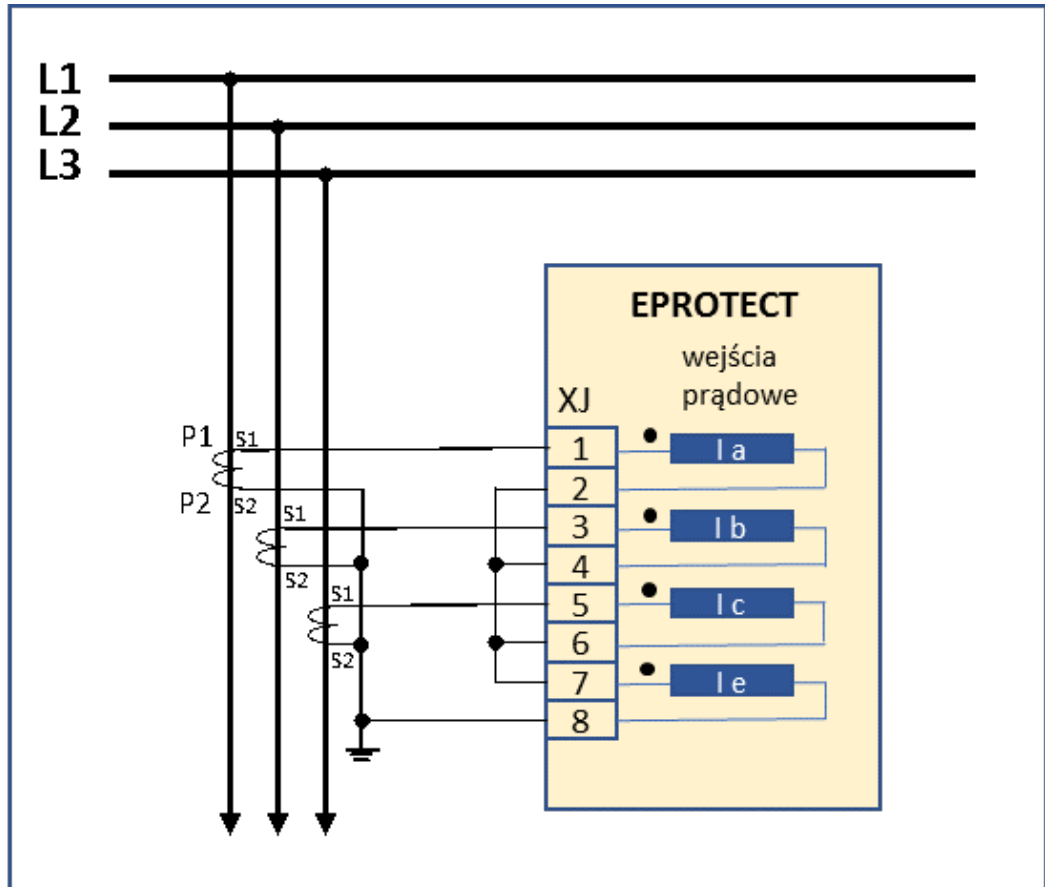 L1
L2
L3
EPROTECT
wejścia
prądowe
XJ
P1
S1
1
I a
2
P2
S2
S1
3
I b
4
S2
S1
5
I c
6
S2
7
I e
8